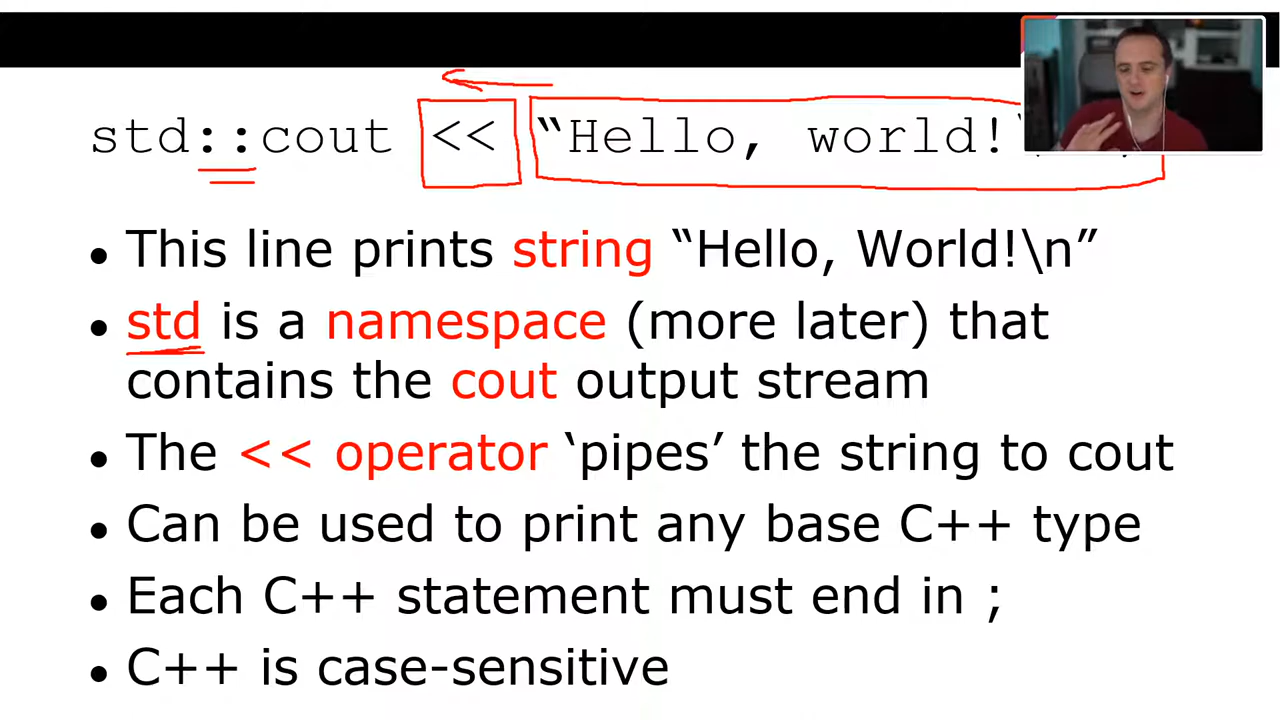 std::cout << “Hello, world!\
• This line prints string “Hello, World!\n”
• std is a namespace (more later) that
contains the cout output stream
• The << operator ‘pipes’ the string to cout
• Can be used to print any base C++ type
• Each C++ statement must end in ;
• C++ is case-sensitive